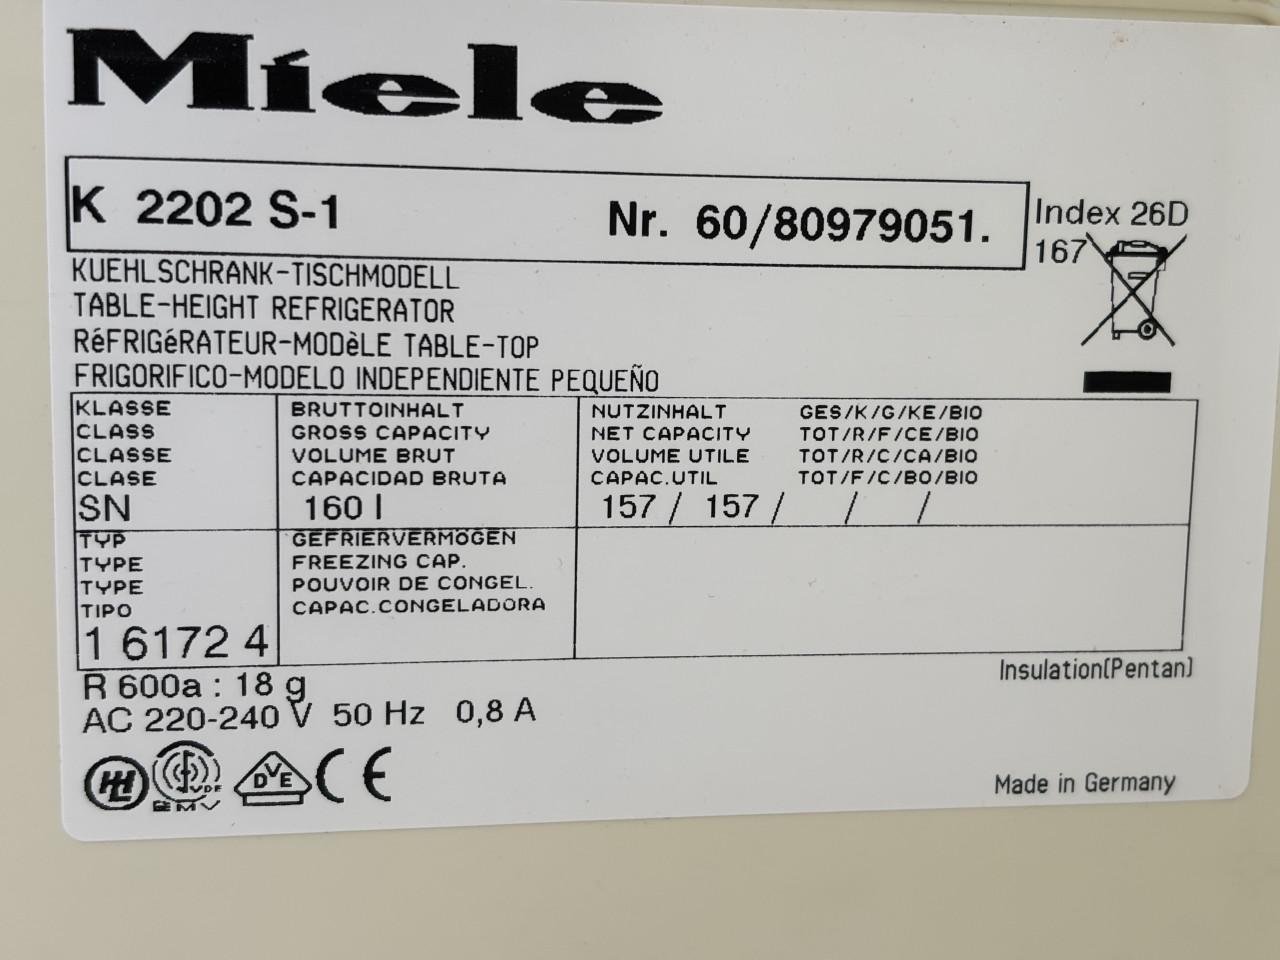 Miele
K 2202 S-1 Nr. 60/80979051.
Index 26D
167
KUEHLSCHRANK-TISCHMODELL
TABLE-HEIGHT REFRIGERATOR
RéFRIGéRATEUR-MODèLE TABLE-TOP
FRIGORIFICO-MODELO INDEPENDIENTE PEQUEÑO
KLASSE BRUTTOINHALT NUTZINHALT GES/K/G/KE/BIO
CLASS GROSS CAPACITY NET CAPACITY TOT/R/F/CE/BIO
CLASSE VOLUME BRUT VOLUME UTILE TOT/R/C/CA/BIO
CLASE CAPACIDAD BRUTA CAPAC.UTIL TOT/F/C/BO/BIO
SN 160 l 157 / 157 / / /
TYP GEFRIERVERMÖGEN
TYPE FREEZING CAP.
TYPE POUVOIR DE CONGEL.
TIPO CAPAC.CONGELADORA
1 6172 4
R 600a : 18 g Insulation(Pentan)
AC 220-240 V 50 Hz 0,8 A
VDE
EMV
DVE
CE
Made in Germany